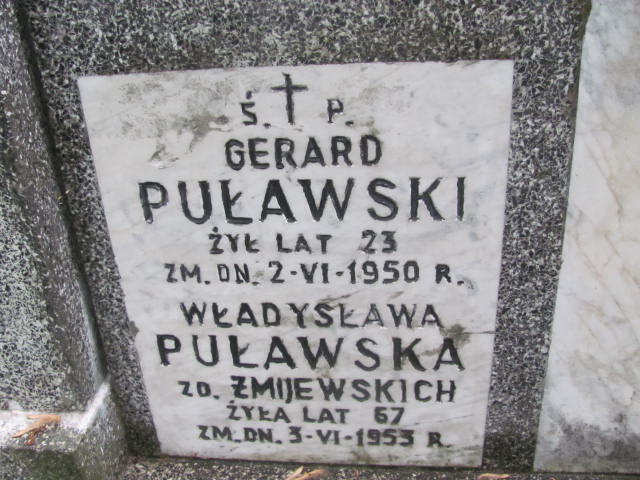 Ś. P.
GERARD
PUŁAWSKI
ŻYŁ LAT 23
ZM. DN. 2-VI-1950 R.
WŁADYSŁAWA
PUŁAWSKA
ZD. ŻMIJEWSKICH
ŻYŁA LAT 67
ZM. DN. 3-VI-1953 R.